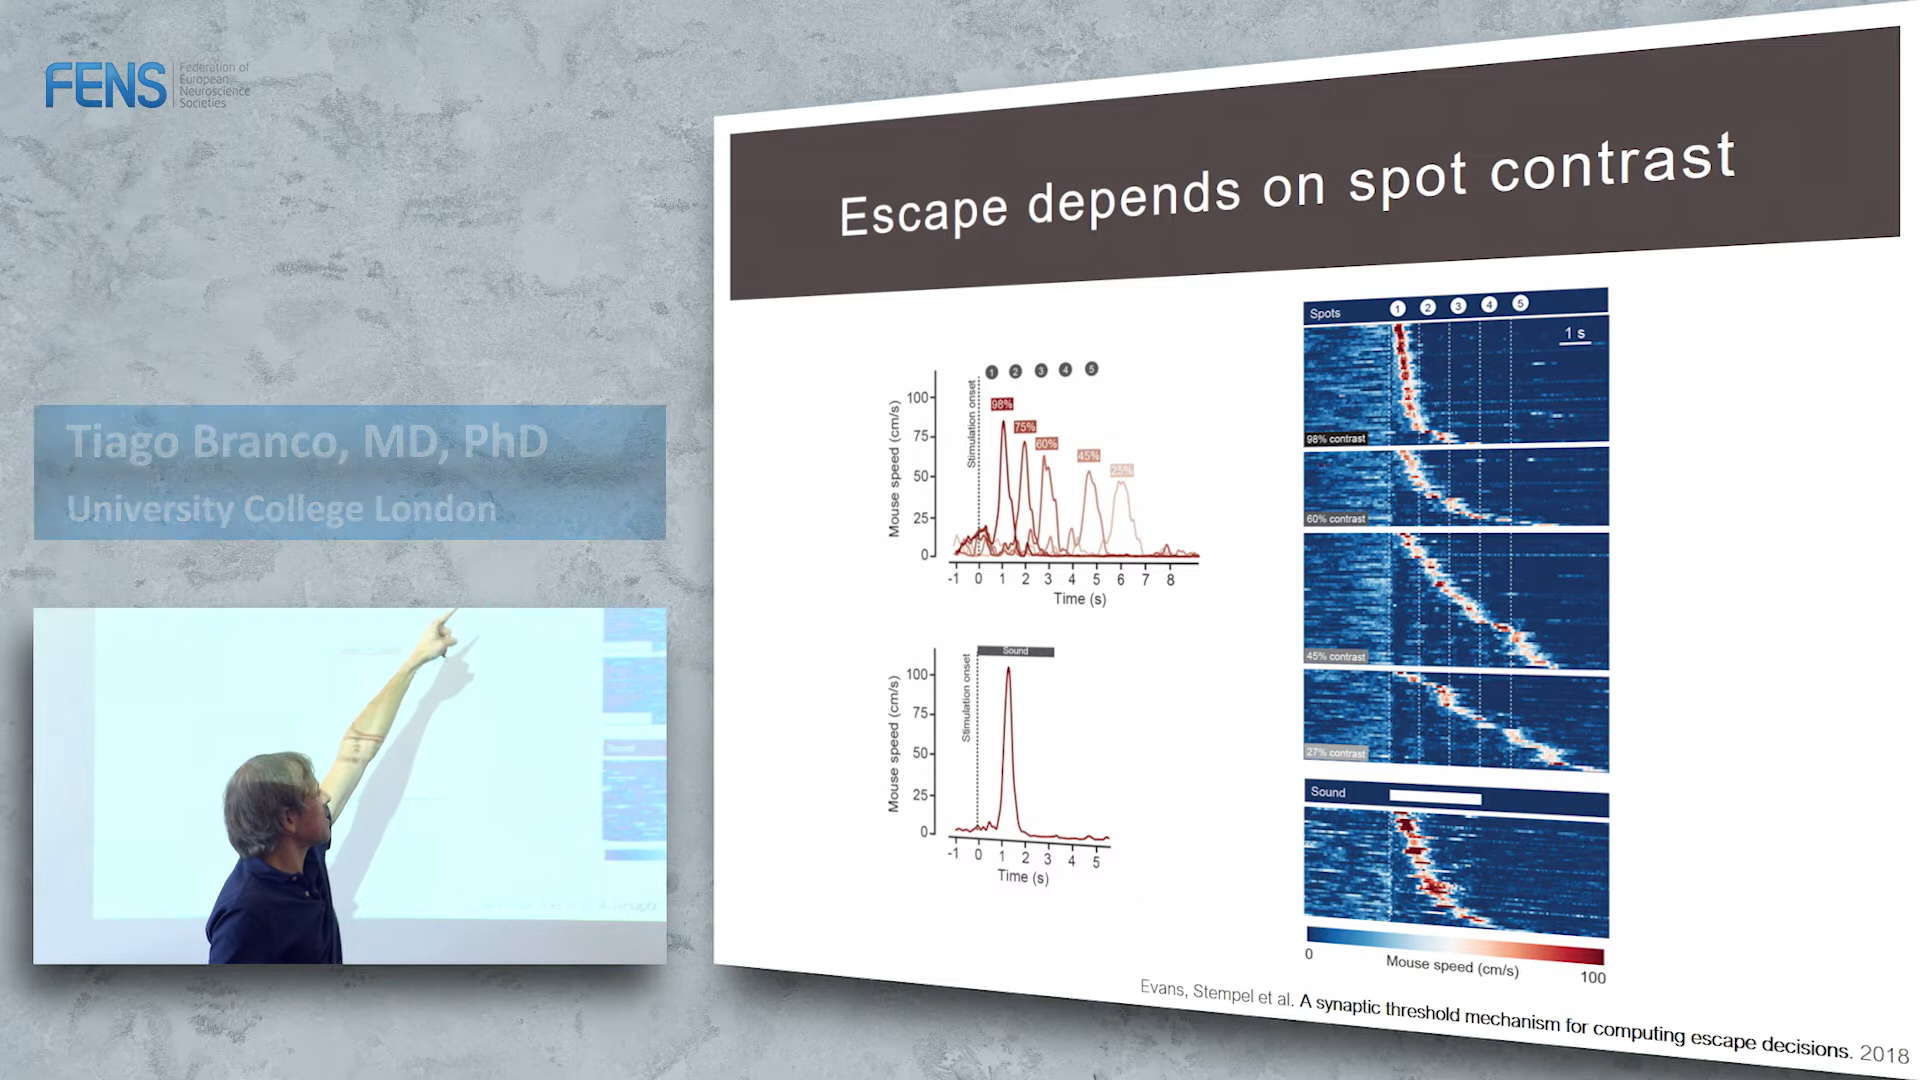 FENS
Federation of
European
Neuroscience
Societies
Tiago Branco, MD, PhD
University College London
Escape depends on spot contrast
1 2 3 4 5
Stimulation onset
98%
75%
60%
45%
25%
Mouse speed (cm/s)
100
75
50
25
0
-1 0 1 2 3 4 5 6 7 8
Time (s)
Sound
Stimulation onset
Mouse speed (cm/s)
100
75
50
25
0
-1 0 1 2 3 4 5
Time (s)
Spots
1 2 3 4 5
1 s
98% contrast
60% contrast
45% contrast
27% contrast
Sound
0
Mouse speed (cm/s)
100
Evans, Stempel et al. A synaptic threshold mechanism for computing escape decisions. 2018